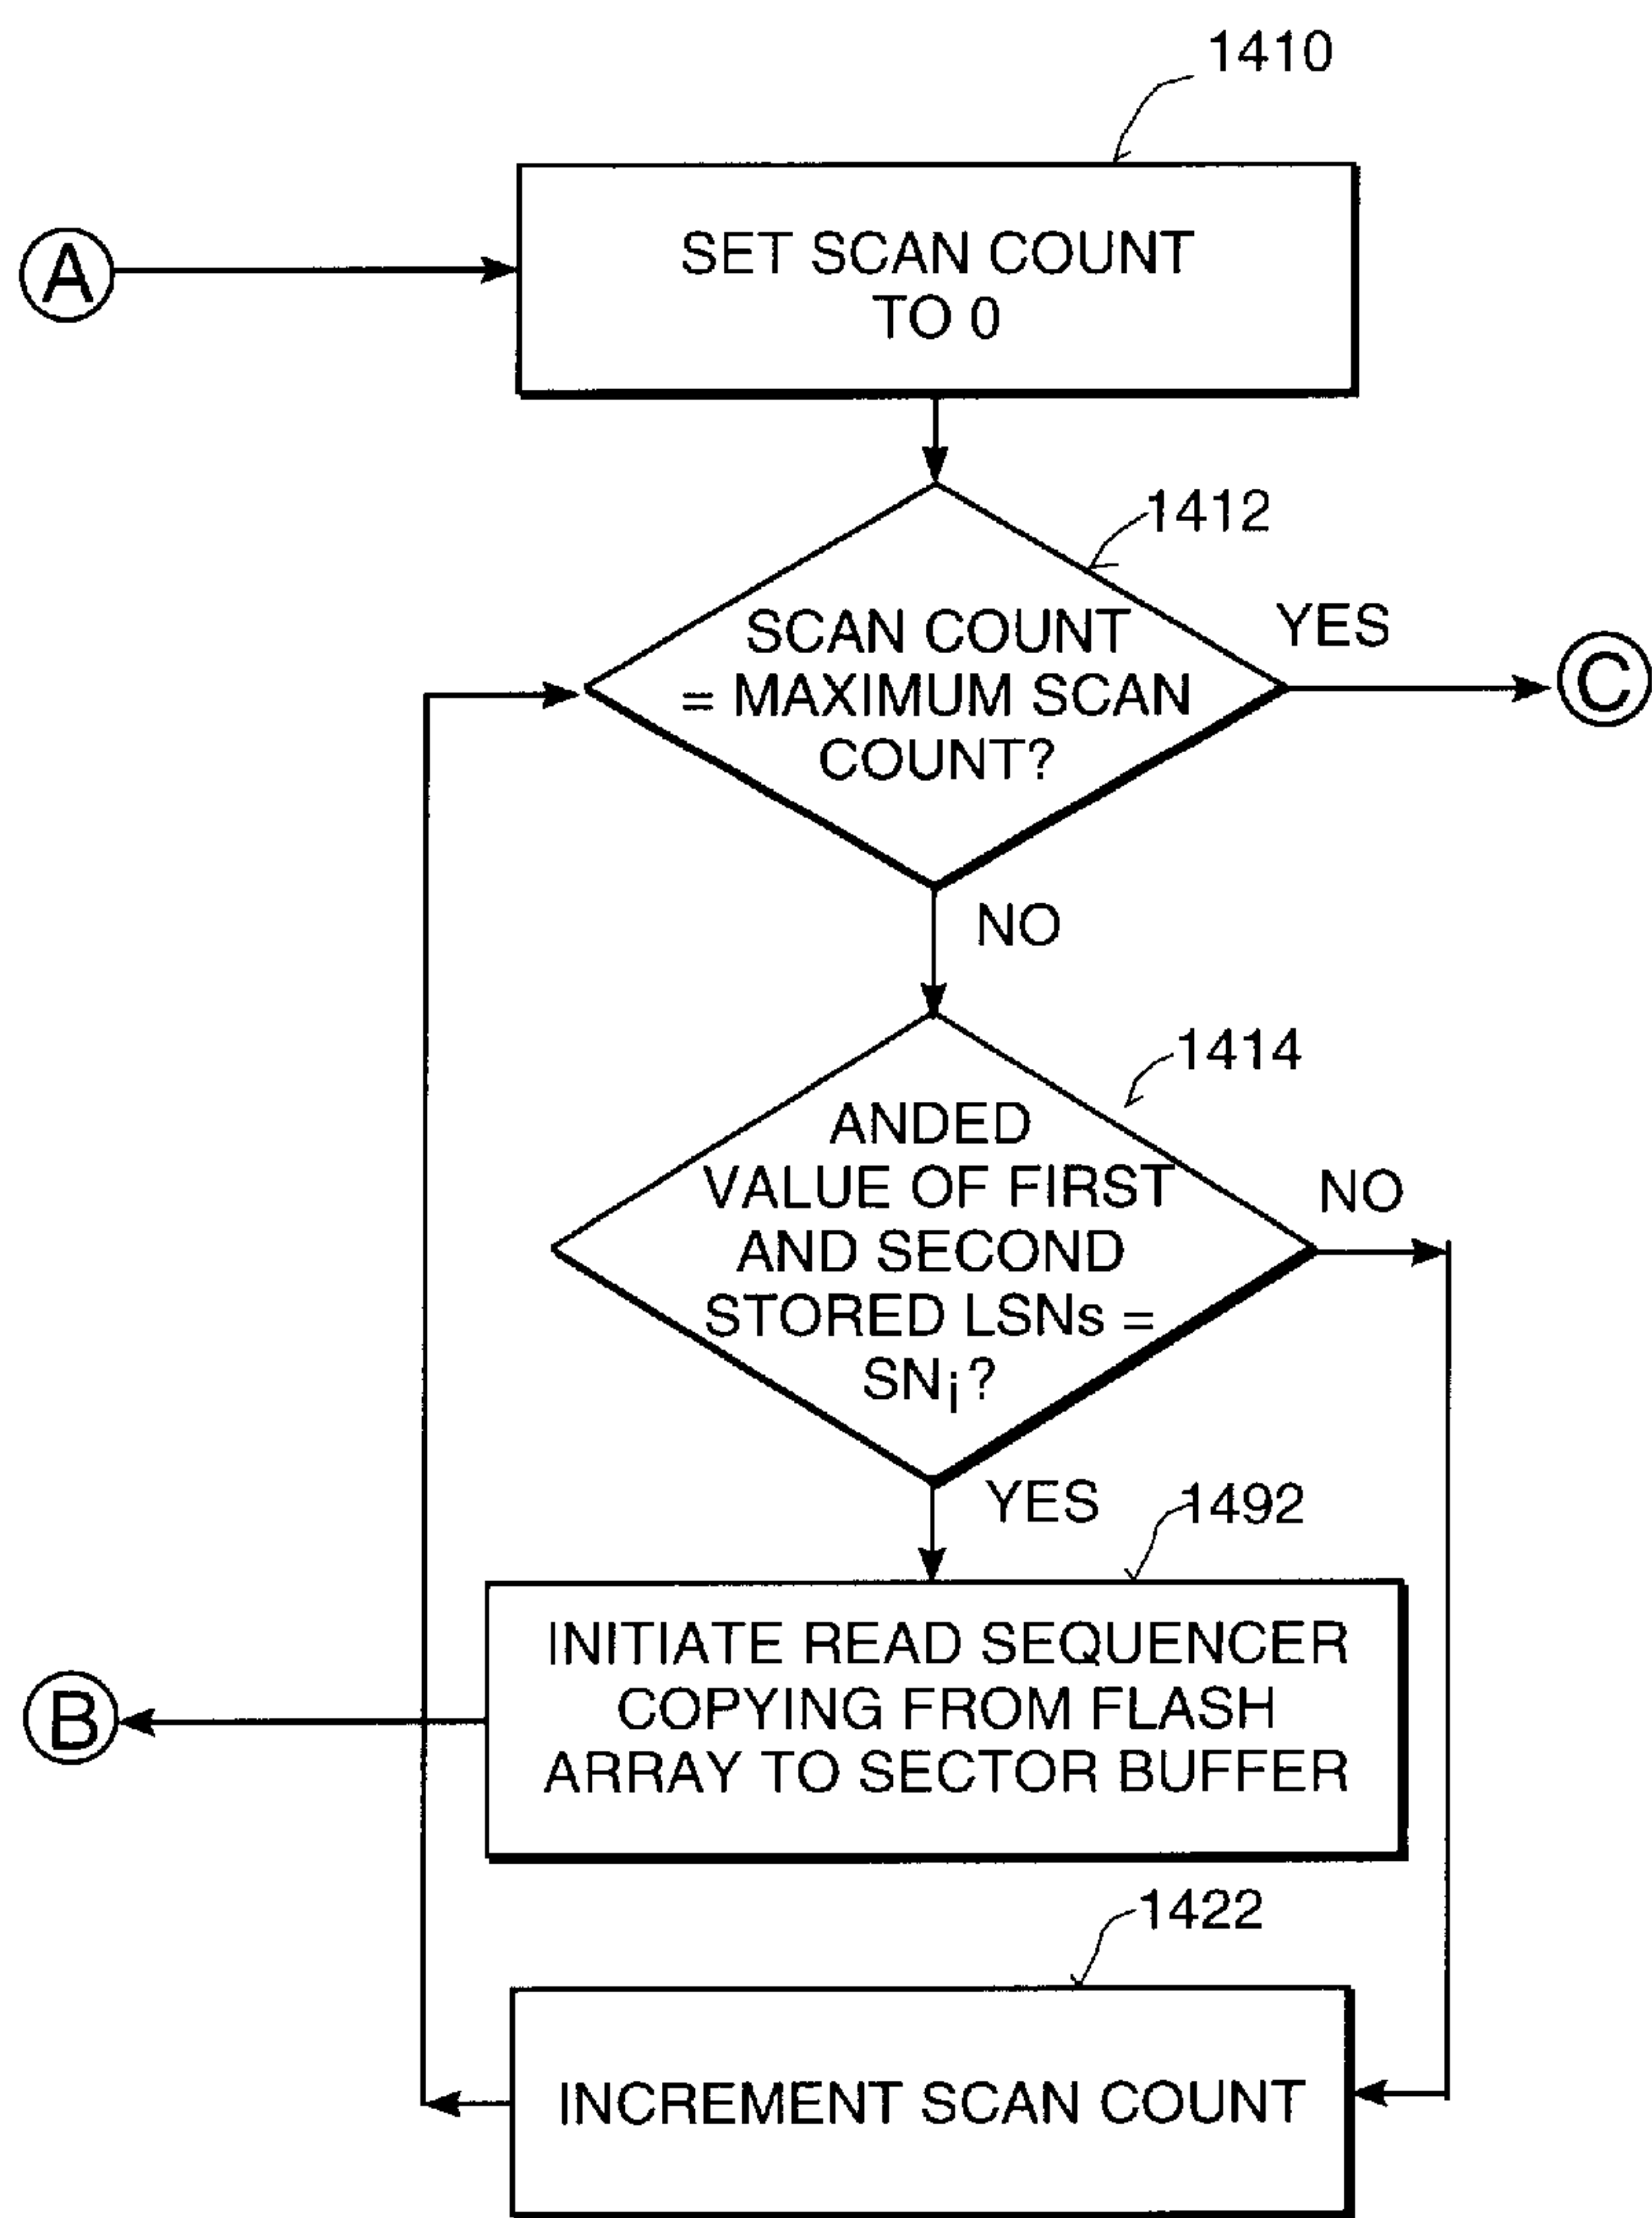 1410
A
SET SCAN COUNT
TO 0
1412
SCAN COUNT
= MAXIMUM SCAN
COUNT?
YES
C
NO
1414
ANDED
VALUE OF FIRST
AND SECOND
STORED LSNs =
SNi?
NO
YES
1492
INITIATE READ SEQUENCER
COPYING FROM FLASH
ARRAY TO SECTOR BUFFER
B
1422
INCREMENT SCAN COUNT